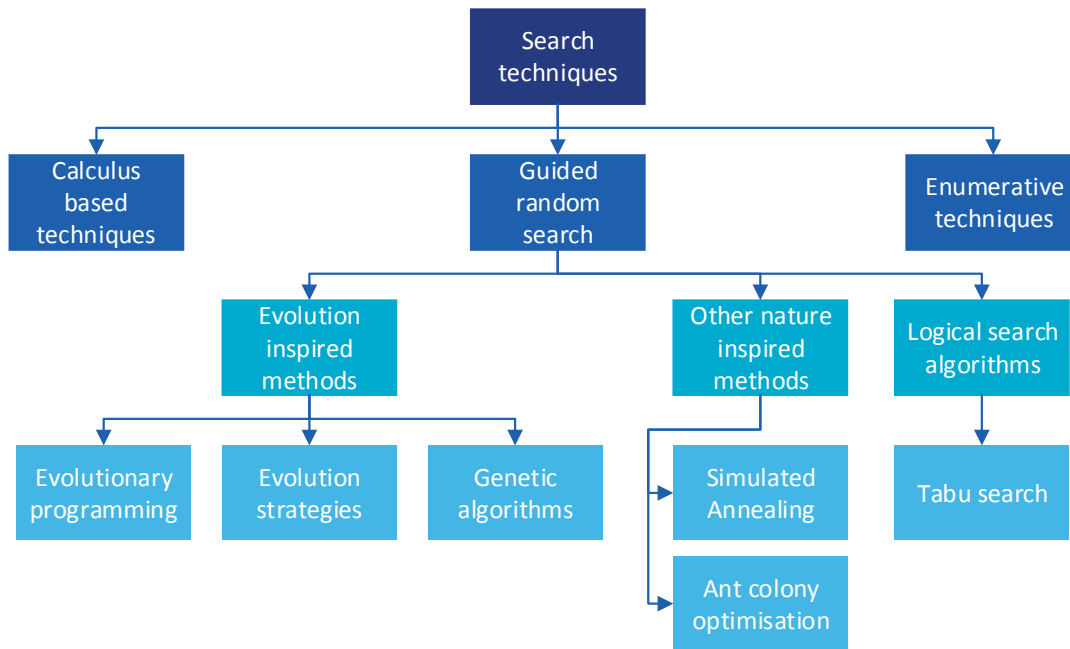 Search
techniques
Calculus
based
techniques
Guided
random
search
Enumerative
techniques
Evolution
inspired
methods
Other nature
inspired
methods
Logical search
algorithms
Evolutionary
programming
Evolution
strategies
Genetic
algorithms
Simulated
Annealing
Tabu search
Ant colony
optimisation